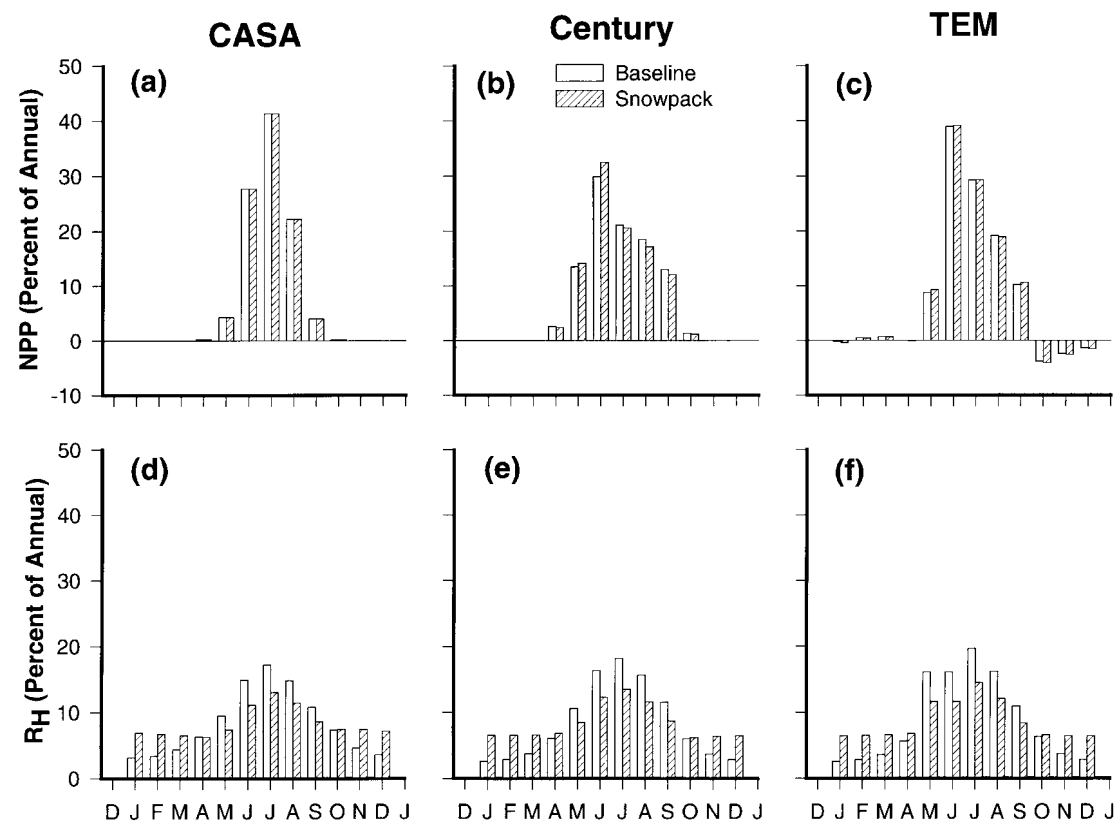 CASA
Century
TEM
(a)
(b)
(c)
Baseline
Snowpack
NPP (Percent of Annual)
50
40
30
20
10
0
-10
(d)
(e)
(f)
RH (Percent of Annual)
50
40
30
20
10
0
D J F M A M J J A S O N D J
D J F M A M J J A S O N D J
D J F M A M J J A S O N D J